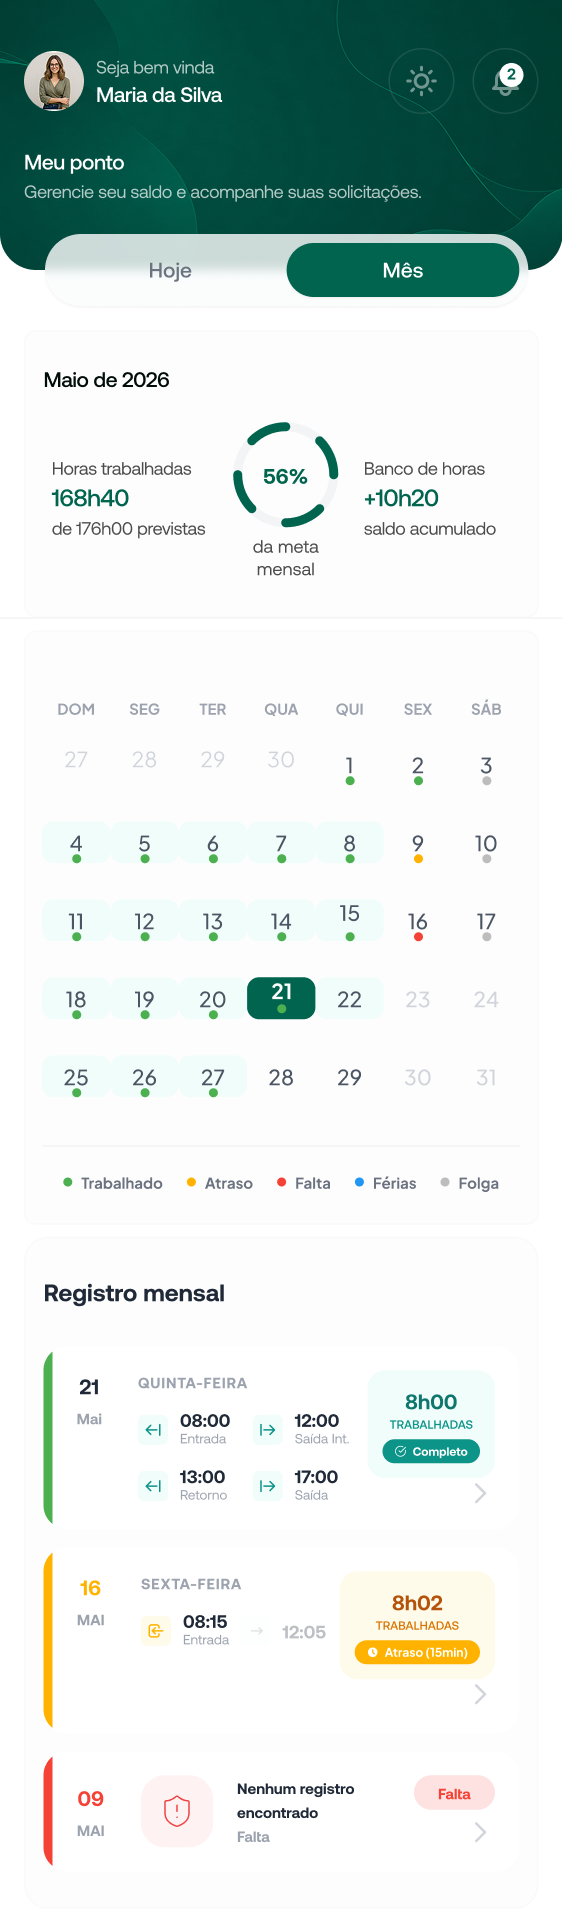 Seja bem vinda
Maria da Silva
2
Meu ponto
Gerencie seu saldo e acompanhe suas solicitações.
Hoje Mês
Maio de 2026
Horas trabalhadas
168h40
de 176h00 previstas
56%
da meta
mensal
Banco de horas
+10h20
saldo acumulado
DOM SEG TER QUA QUI SEX SÁB
27 28 29 30 1 2 3
4 5 6 7 8 9 10
11 12 13 14 15 16 17
18 19 20 21 22 23 24
25 26 27 28 29 30 31
Trabalhado Atraso Falta Férias Folga
Registro mensal
21
Mai
QUINTA-FEIRA
08:00
Entrada
12:00
Saída Int.
13:00
Retorno
17:00
Saída
8h00
TRABALHADAS
Completo
16
MAI
SEXTA-FEIRA
08:15
Entrada
→
12:05
8h02
TRABALHADAS
Atraso (15min)
09
MAI
Nenhum registro
encontrado
Falta
Falta